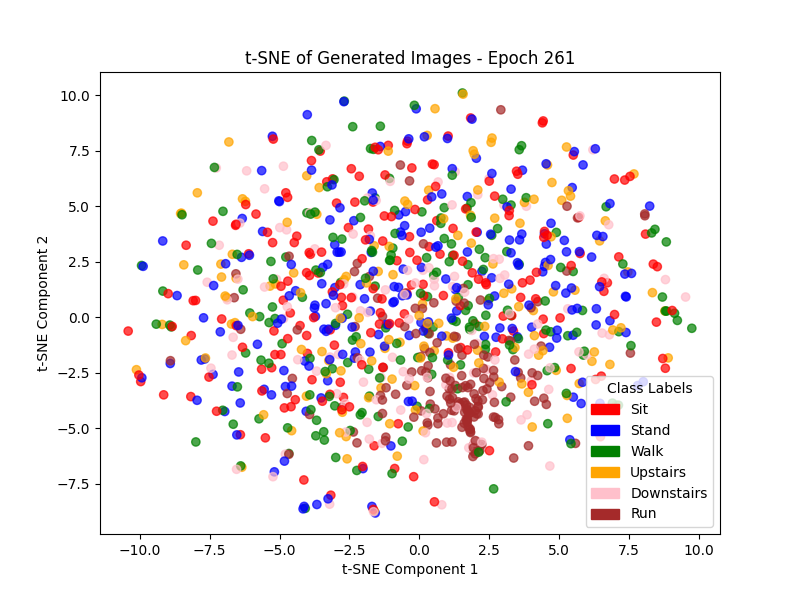 t-SNE of Generated Images - Epoch 261
t-SNE Component 2
10.0
7.5
5.0
2.5
0.0
−2.5
−5.0
−7.5
−10.0 −7.5 −5.0 −2.5 0.0 2.5 5.0 7.5 10.0
t-SNE Component 1
Class Labels
Sit
Stand
Walk
Upstairs
Downstairs
Run